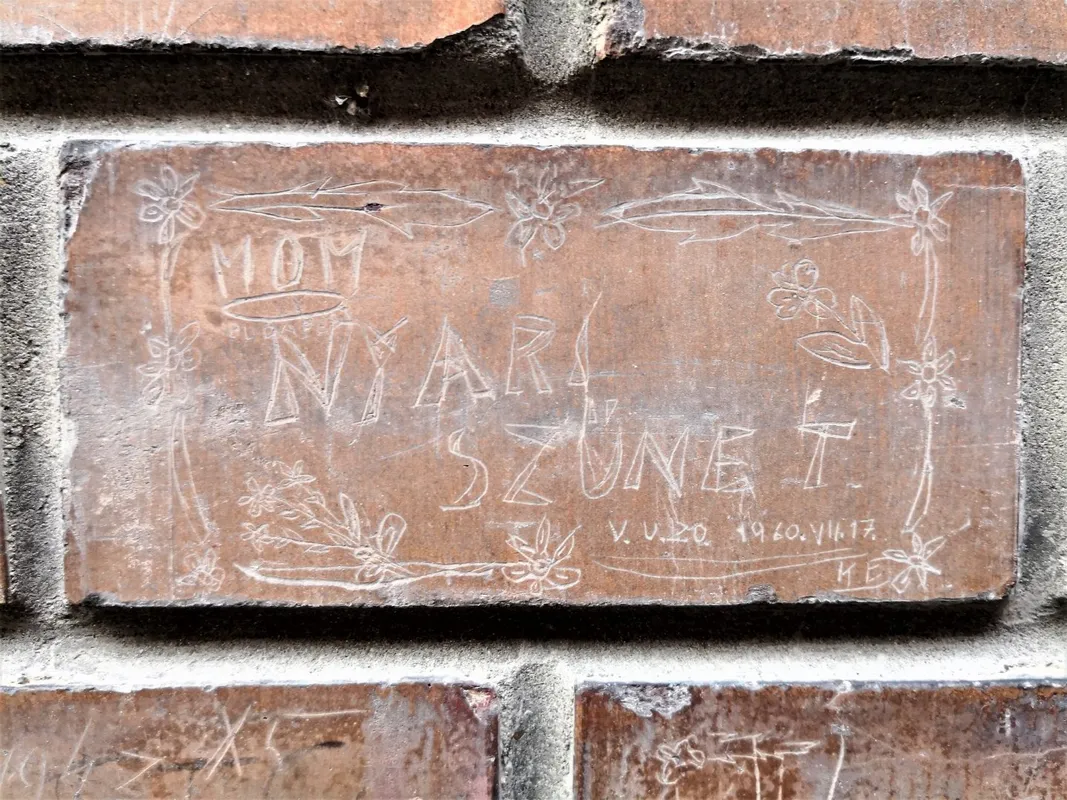 MOM
NYÁRI
SZÜNET
V. U. 20. 1960. VII. 17.
KE